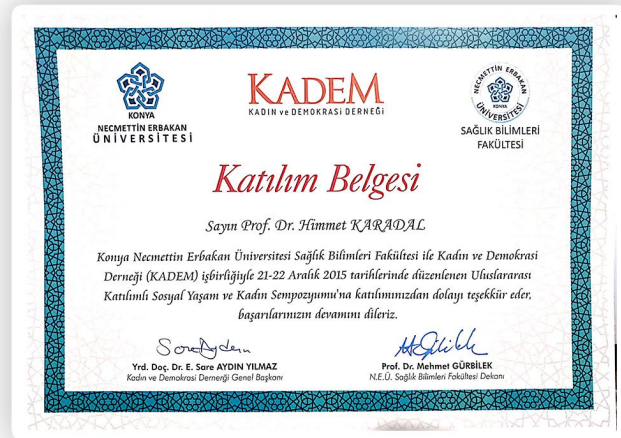 KONYA
NECMETTİN ERBAKAN
ÜNİVERSİTESİ
KADEM
KADIN ve DEMOKRASİ DERNEĞİ
NECMETTİN ERBAKAN ÜNİVERSİTESİ
KONYA
SAĞLIK BİLİMLERİ
FAKÜLTESİ
Katılım Belgesi
Sayın Prof. Dr. Himmet KARADAL
Konya Necmettin Erbakan Üniversitesi Sağlık Bilimleri Fakültesi ile Kadın ve Demokrasi
Derneği (KADEM) işbirliğiyle 21-22 Aralık 2015 tarihlerinde düzenlenen Uluslararası
Katılımlı Sosyal Yaşam ve Kadın Sempozyumu'na katılımınızdan dolayı teşekkür eder,
başarılarınızın devamını dileriz.
Yrd. Doç. Dr. E. Sare AYDIN YILMAZ
Kadın ve Demokrasi Dernerği Genel Başkanı
Prof. Dr. Mehmet GÜRBİLEK
N.E.Ü. Sağlık Bilimleri Fakültesi Dekanı